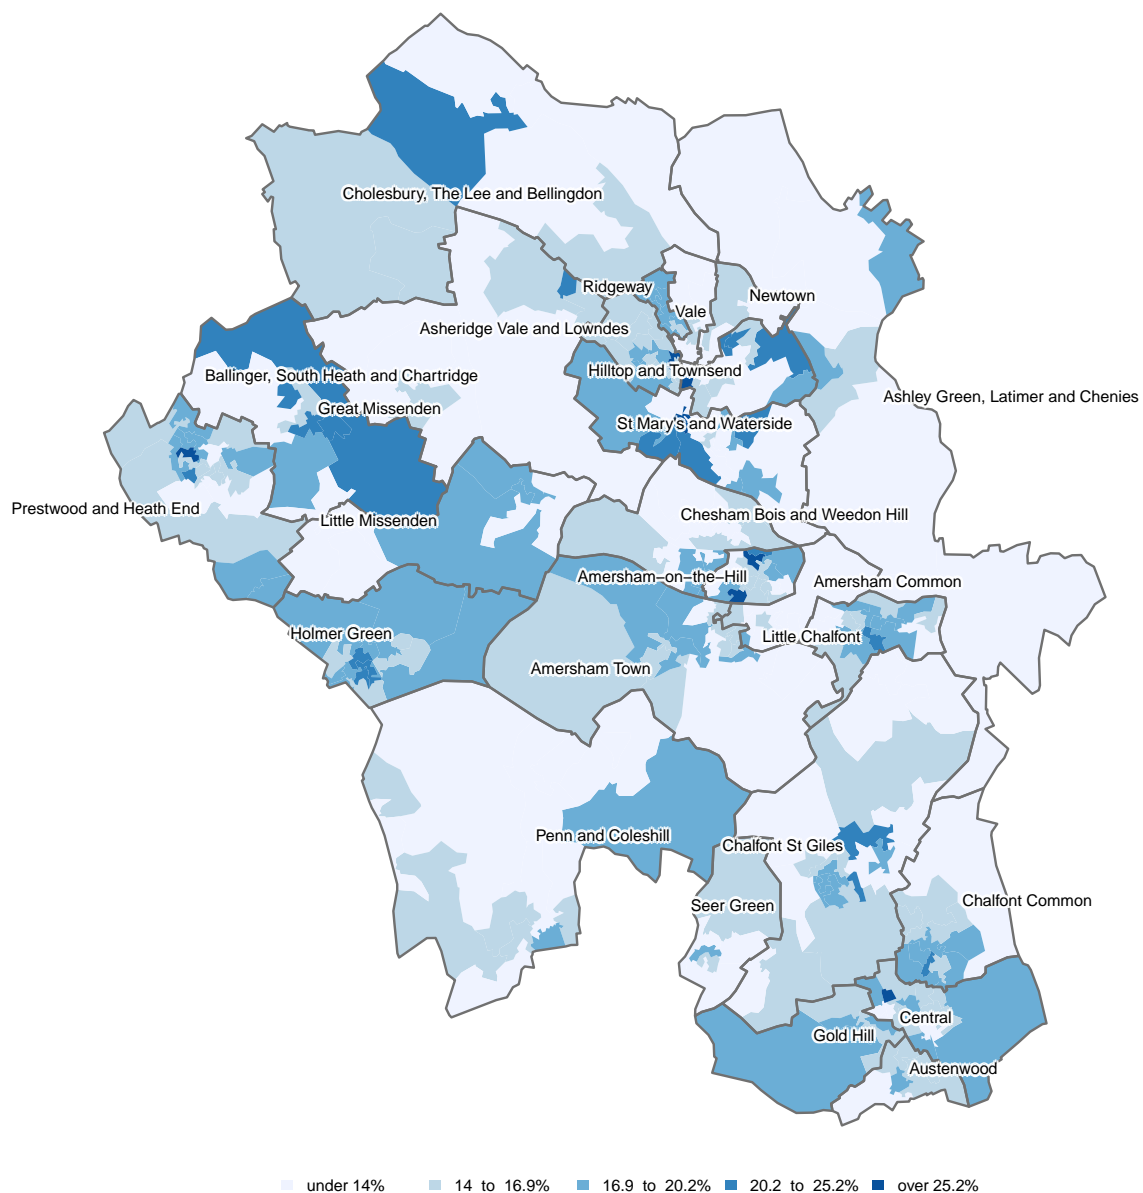 Cholesbury, The Lee and Bellingdon
Ridgeway
Newtown
Vale
Asheridge Vale and Lowndes
Hilltop and Townsend
Ballinger, South Heath and Chartridge
Ashley Green, Latimer and Chenies
Great Missenden
St Mary's and Waterside
Prestwood and Heath End
Chesham Bois and Weedon Hill
Little Missenden
Amersham-on-the-Hill
Amersham Common
Holmer Green
Little Chalfont
Amersham Town
Penn and Coleshill
Chalfont St Giles
Seer Green
Chalfont Common
Central
Gold Hill
Austenwood
under 14% 14 to 16.9% 16.9 to 20.2% 20.2 to 25.2% over 25.2%